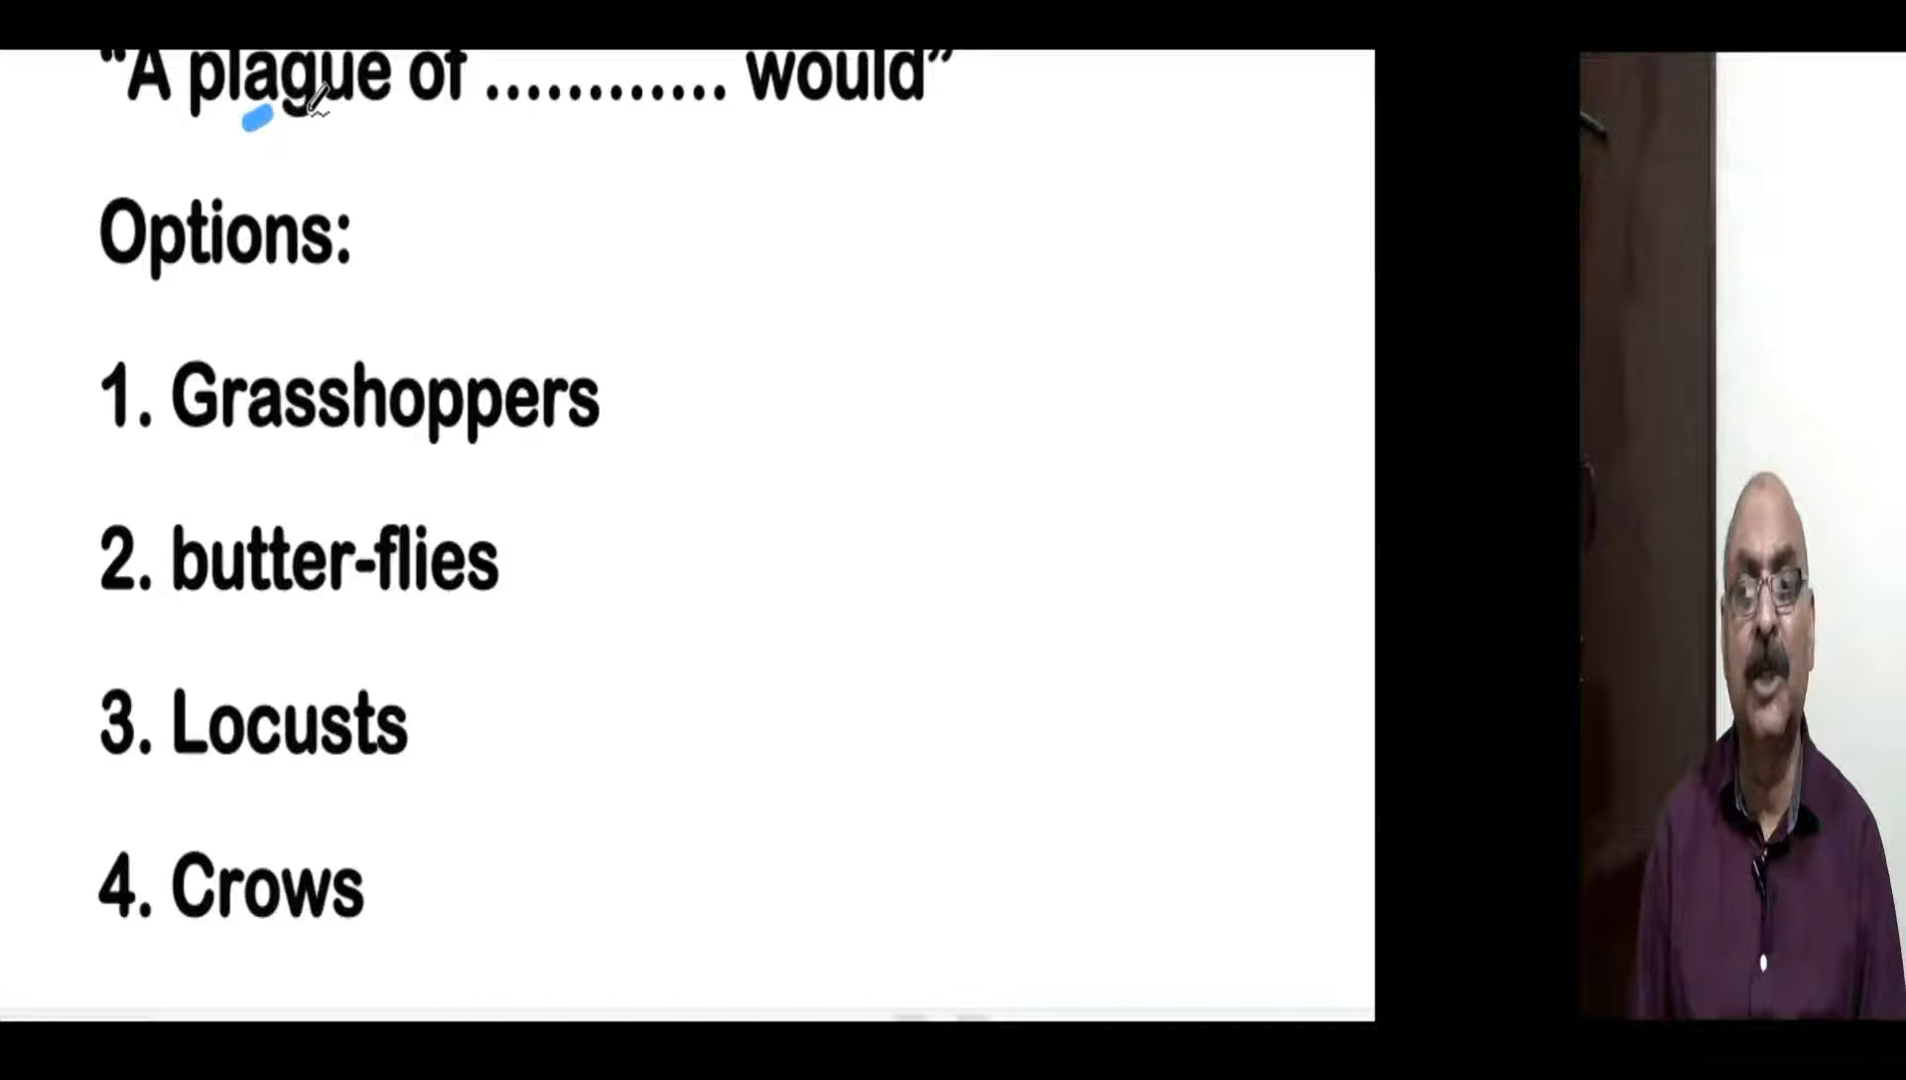 “A plague of ............ would”
Options:
1. Grasshoppers
2. butter-flies
3. Locusts
4. Crows